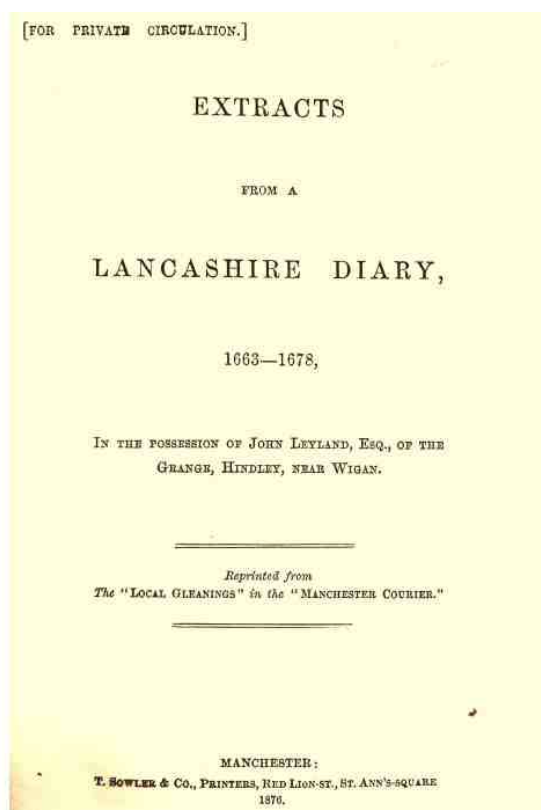 [FOR PRIVATE CIRCULATION.]
EXTRACTS
FROM A
LANCASHIRE DIARY,
1663—1678,
IN THE POSSESSION OF JOHN LEYLAND, ESQ., OF THE
GRANGE, HINDLEY, NEAR WIGAN.
Reprinted from
The "LOCAL GLEANINGS" in the "MANCHESTER COURIER."
MANCHESTER:
T. SOWLER & CO., PRINTERS, RED LION-ST., ST. ANN'S-SQUARE
1876.